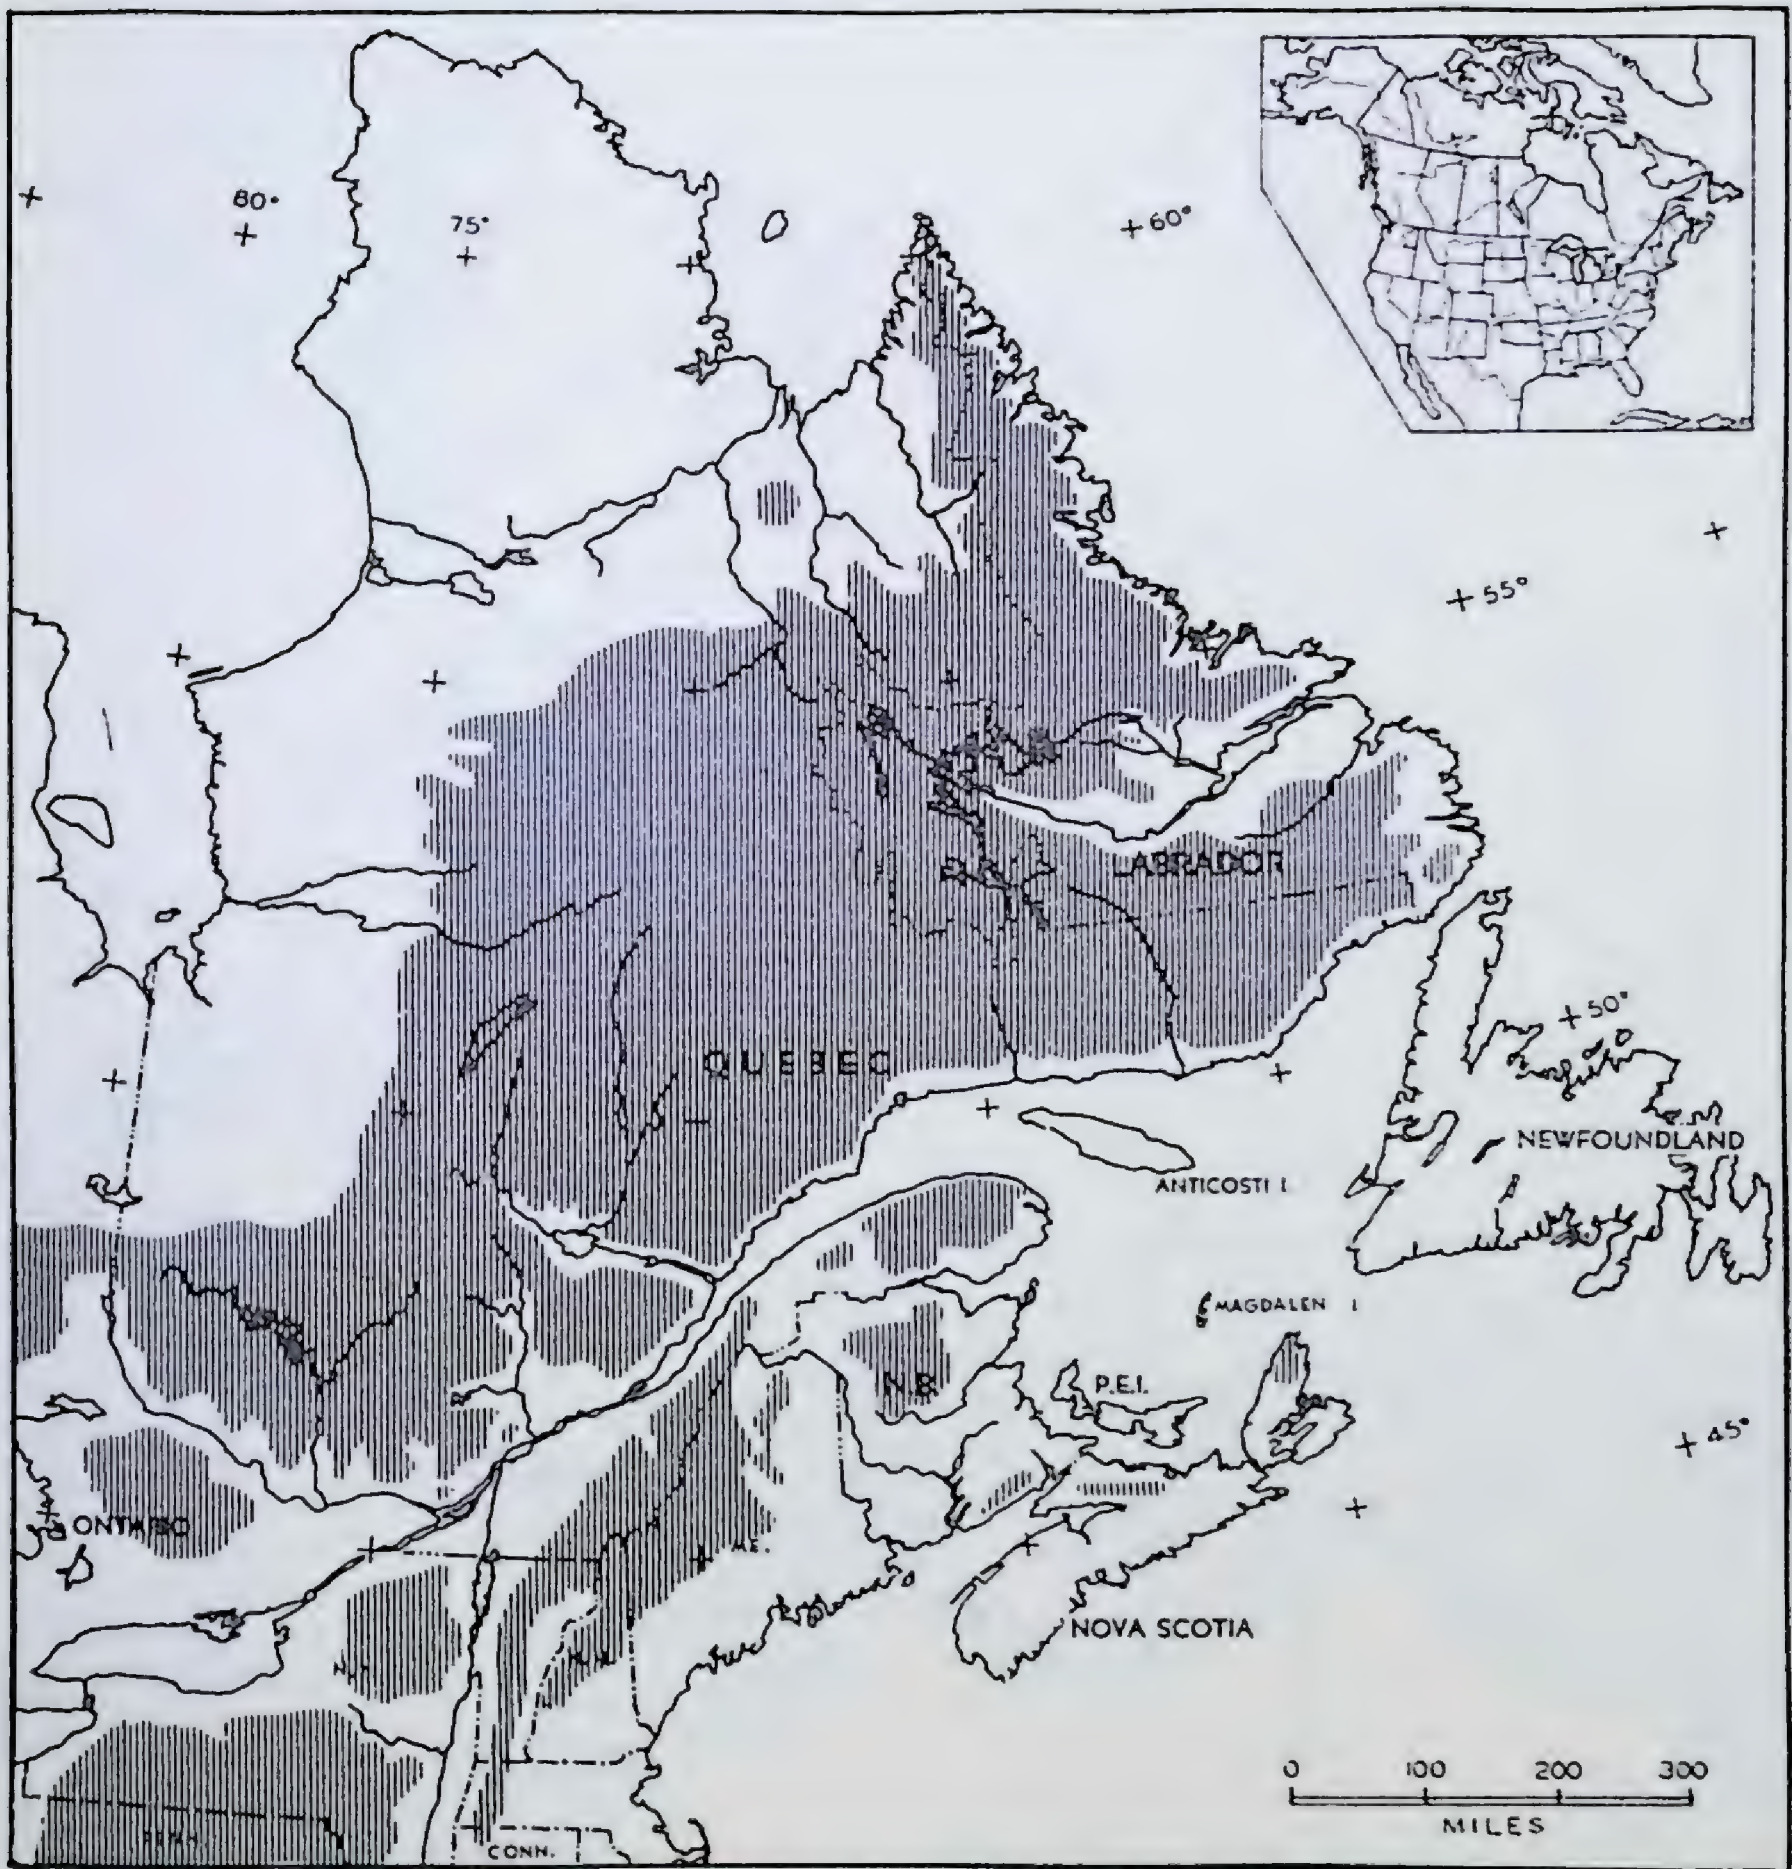 80°
75°
60°
55°
50°
45°
LABRADOR
QUEBEC
NEWFOUNDLAND
ANTICOSTI I.
MAGDALEN I
N.B.
P.E.I.
ONTARIO
ME.
NOVA SCOTIA
0 100 200 300
MILES
PENN.
CONN.